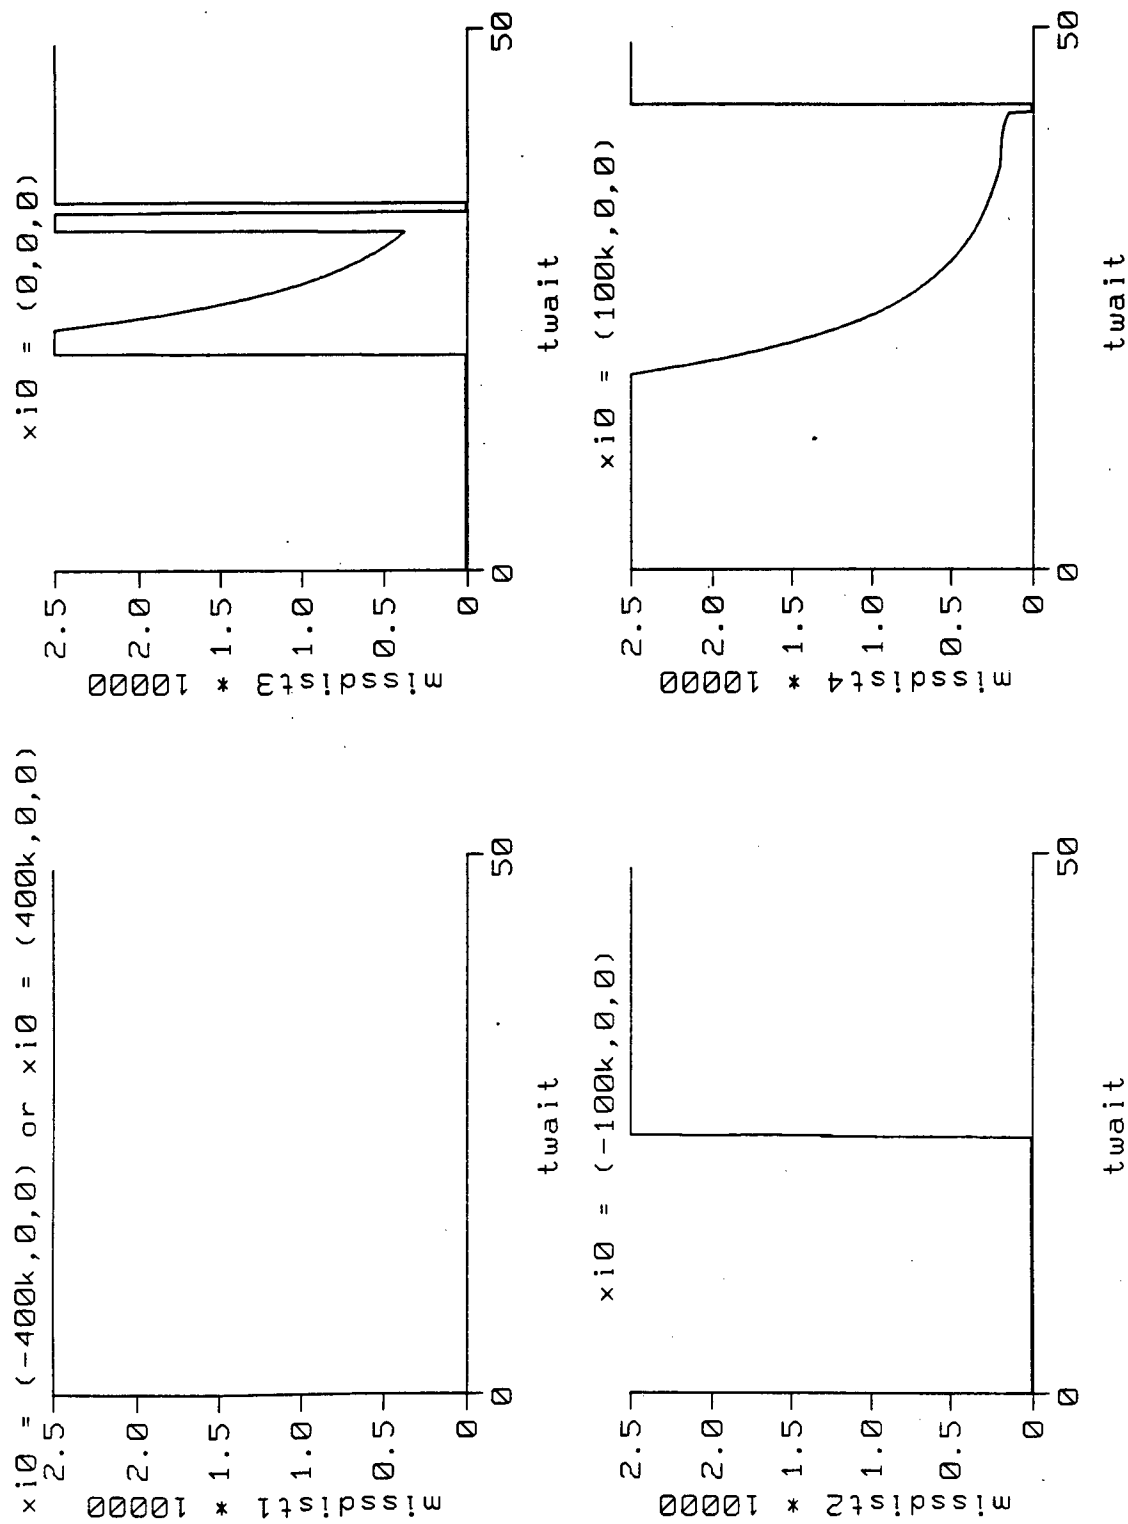 xi0 = (-400k,0,0) or xi0 = (400k,0,0)
missdist1 * 10000
2.5
2.0
1.5
1.0
0.5
0
0
50
twait
xi0 = (0,0,0)
missdist3 * 10000
2.5
2.0
1.5
1.0
0.5
0
0
50
twait
xi0 = (-100k,0,0)
missdist2 * 10000
2.5
2.0
1.5
1.0
0.5
0
0
50
twait
xi0 = (100k,0,0)
missdist4 * 10000
2.5
2.0
1.5
1.0
0.5
0
0
50
twait